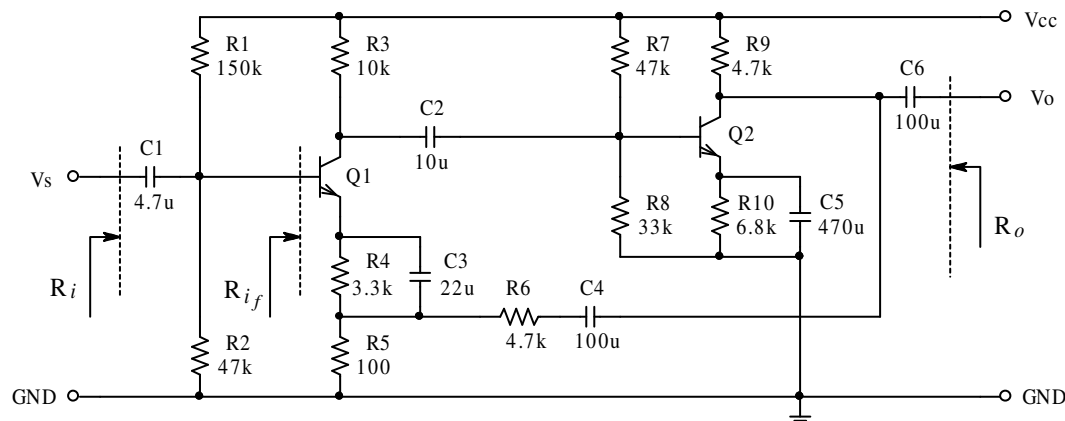 Vcc
R1
150k
R3
10k
R7
47k
R9
4.7k
C6
100u
Vo
C2
10u
C1
4.7u
Vs
Q1
Q2
R8
33k
R10
6.8k
C5
470u
Ro
Ri
Rif
R4
3.3k
C3
22u
R6
4.7k
C4
100u
R2
47k
R5
100
GND
GND